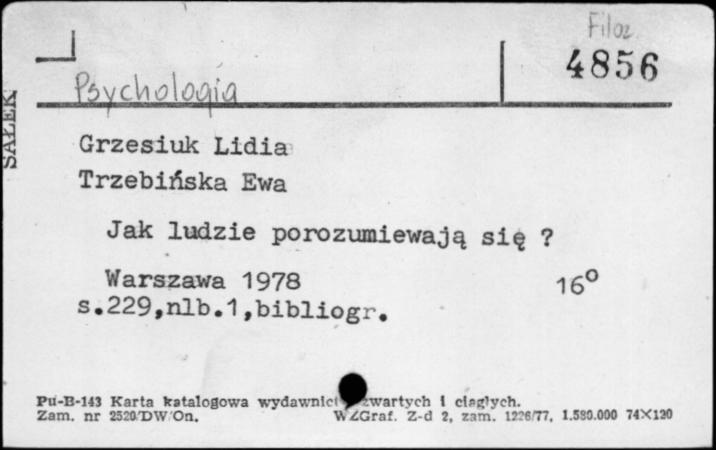 Filoz
4856
Psychologia
SAŁEK
Grzesiuk Lidia
Trzebińska Ewa
Jak ludzie porozumiewają się ?
Warszawa 1978 16°
s.229,nlb.1,bibliogr.
Pu-B-143 Karta katalogowa wydawnict zwartych i ciągłych.
Zam. nr 2520/DW/On. WZGraf. Z-d 2, zam. 1226/77. 1.580.000 74X120